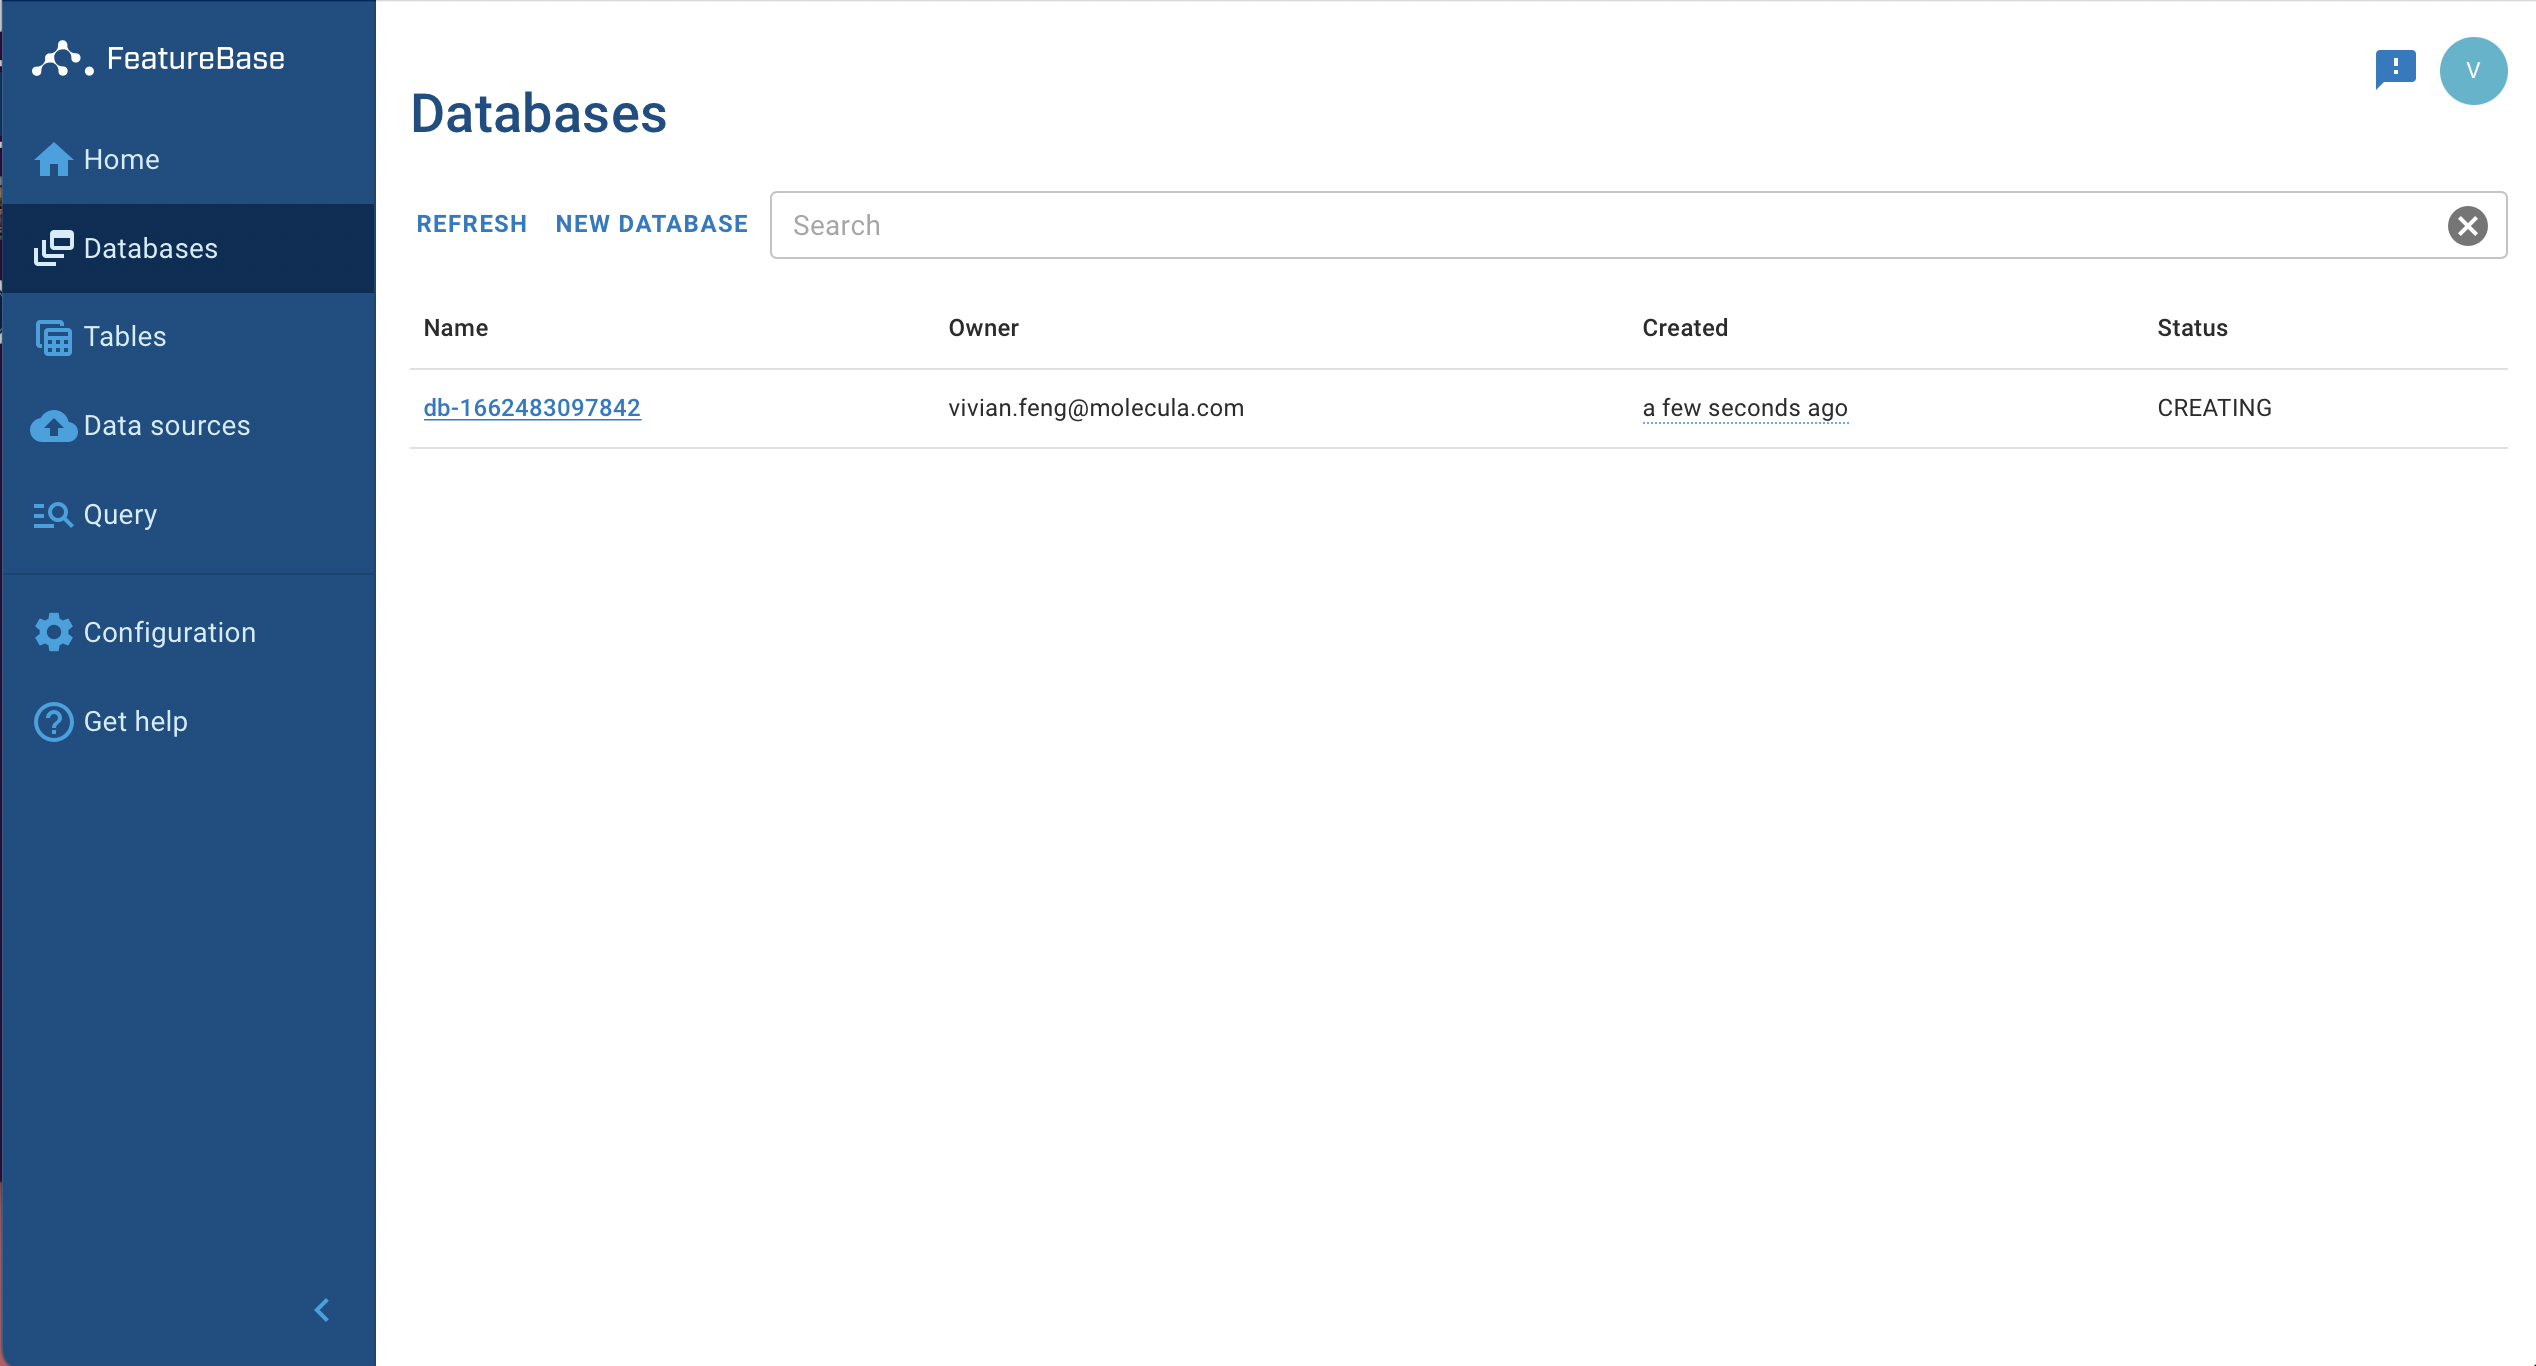 FeatureBase
Home
Databases
Tables
Data sources
Query
Configuration
Get help
V
Databases
REFRESH NEW DATABASE Search
Name Owner Created Status
db-1662483097842 vivian.feng@molecula.com a few seconds ago CREATING